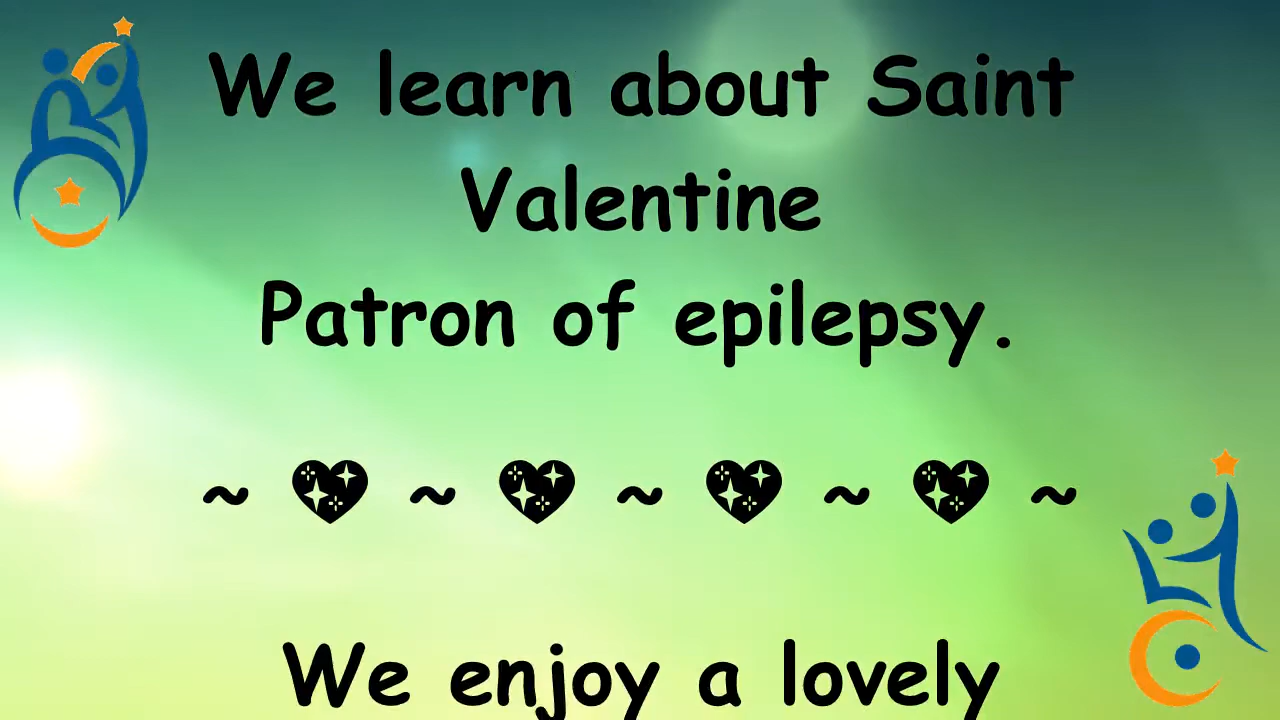 We learn about Saint
Valentine
Patron of epilepsy.
~ 💖 ~ 💖 ~ 💖 ~ 💖 ~
We enjoy a lovely